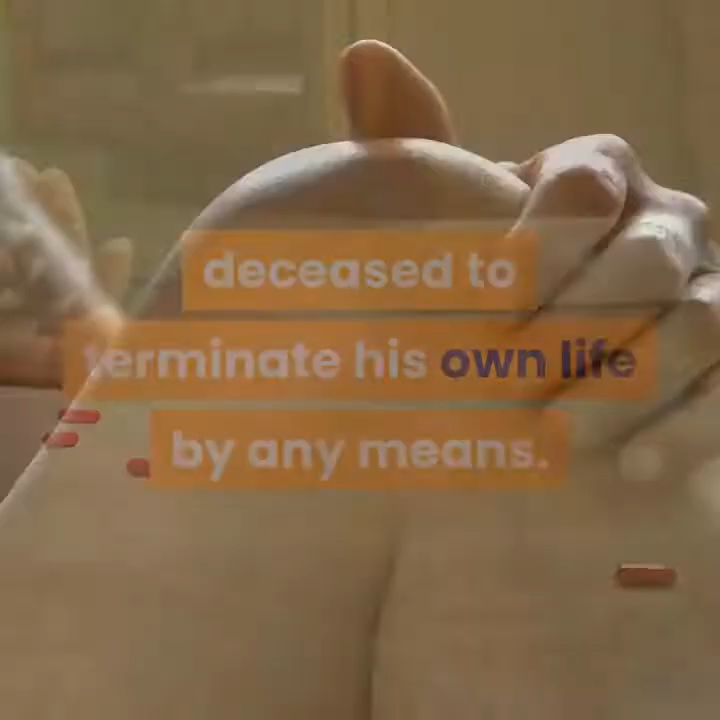 deceased to
terminate his own life
by any means.